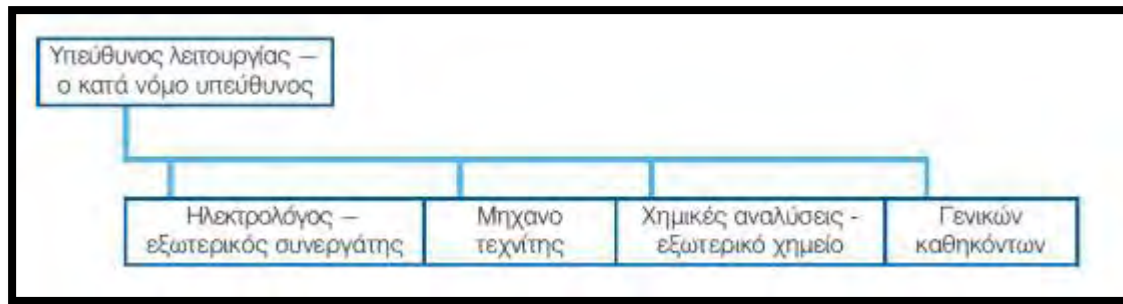 Υπεύθυνος λειτουργίας –
ο κατά νόμο υπεύθυνος
Ηλεκτρολόγος –
εξωτερικός συνεργάτης
Μηχανο
τεχνίτης
Χημικές αναλύσεις -
εξωτερικό χημείο
Γενικών
καθηκόντων